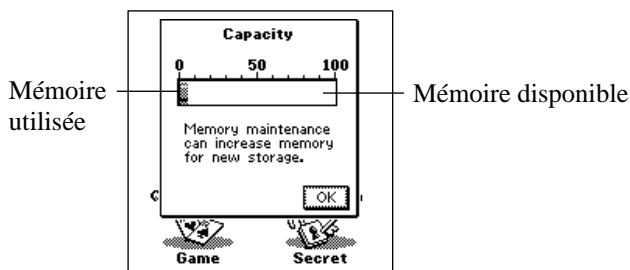 Capacity
0 50 100
Mémoire
utilisée
Mémoire disponible
Memory maintenance
can increase memory
for new storage.
OK
Game
Secret